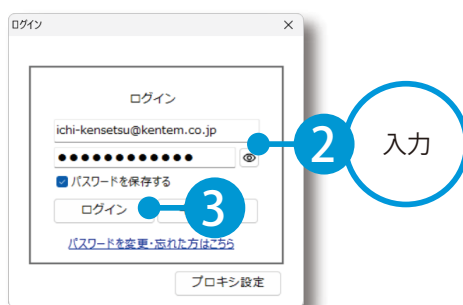 ログイン
ログイン
ichi-kensetsu@kentem.co.jp
●●●●●●●●●●●●
2
入力
パスワードを保存する
ログイン
3
パスワードを変更・忘れた方はこちら
プロキシ設定